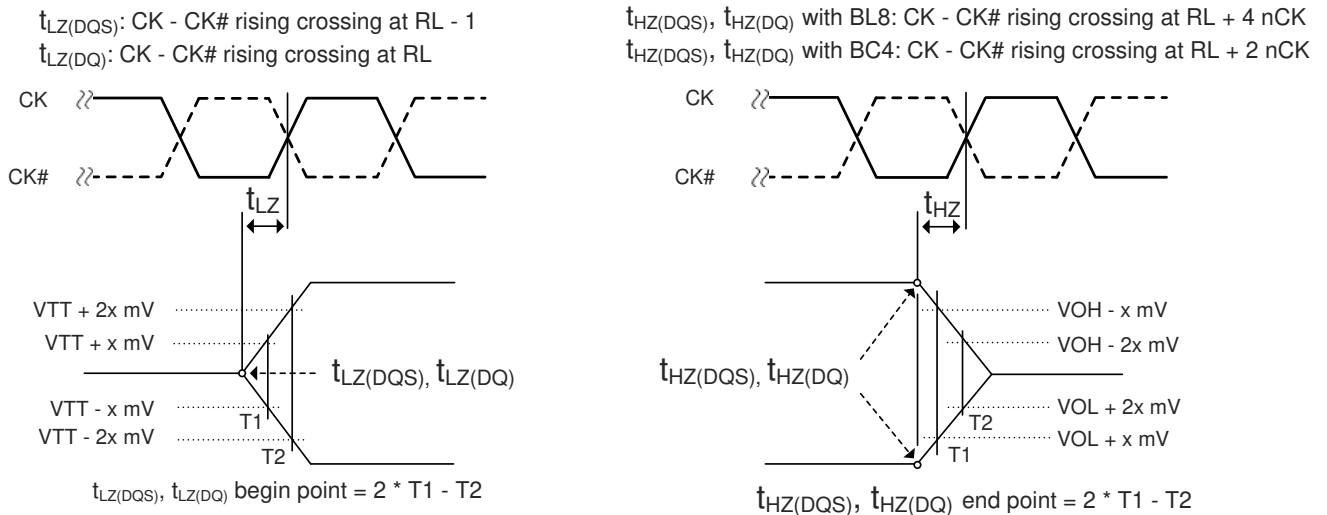 tLZ(DQS): CK - CK# rising crossing at RL - 1
tLZ(DQ): CK - CK# rising crossing at RL
CK
CK#
tLZ
VTT + 2x mV
VTT + x mV
tLZ(DQS), tLZ(DQ)
VTT - x mV
T1
VTT - 2x mV
T2
tLZ(DQS), tLZ(DQ) begin point = 2 * T1 - T2
tHZ(DQS), tHZ(DQ) with BL8: CK - CK# rising crossing at RL + 4 nCK
tHZ(DQS), tHZ(DQ) with BC4: CK - CK# rising crossing at RL + 2 nCK
CK
CK#
tHZ
VOH - x mV
VOH - 2x mV
tHZ(DQS), tHZ(DQ)
VOL + 2x mV
T2
VOL + x mV
T1
tHZ(DQS), tHZ(DQ) end point = 2 * T1 - T2